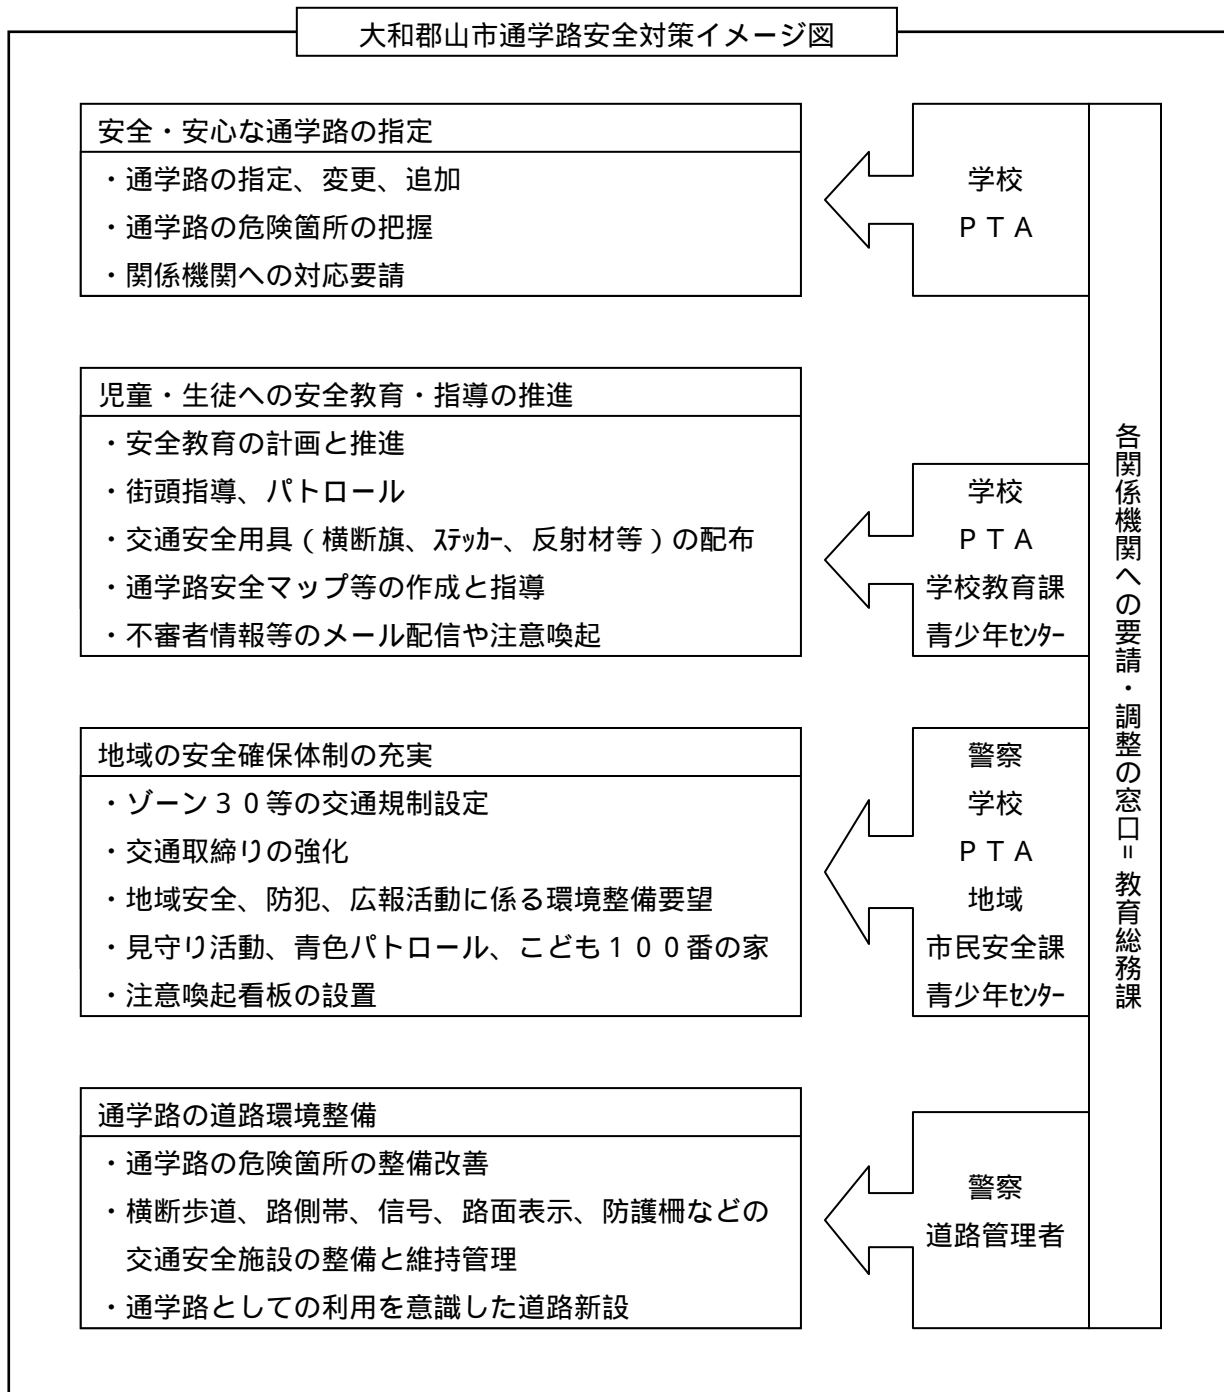 大和郡山市通学路安全対策イメージ図
安全・安心な通学路の指定
・通学路の指定、変更、追加
・通学路の危険箇所の把握
・関係機関への対応要請
学校
ＰＴＡ
児童・生徒への安全教育・指導の推進
・安全教育の計画と推進
・街頭指導、パトロール
・交通安全用具（横断旗、ｽﾃｯｶｰ、反射材等）の配布
・通学路安全マップ等の作成と指導
・不審者情報等のメール配信や注意喚起
学校
ＰＴＡ
学校教育課
青少年ｾﾝﾀｰ
地域の安全確保体制の充実
・ゾーン３０等の交通規制設定
・交通取締りの強化
・地域安全、防犯、広報活動に係る環境整備要望
・見守り活動、青色パトロール、こども１００番の家
・注意喚起看板の設置
警察
学校
ＰＴＡ
地域
市民安全課
青少年ｾﾝﾀｰ
通学路の道路環境整備
・通学路の危険箇所の整備改善
・横断歩道、路側帯、信号、路面表示、防護柵などの
交通安全施設の整備と維持管理
・通学路としての利用を意識した道路新設
警察
道路管理者
各関係機関への要請・調整の窓口＝教育総務課